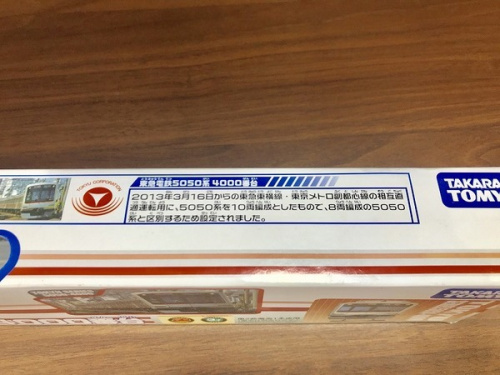 東急電鉄5050系 4000番台
TOKYU CORPORATION
2013年3月16日からの東急東横線・東京メトロ副都心線の相互直
通運転用に、5050系を10両編成としたもので、8両編成の5050
系と区別するため設定されました。
TAKARA
TOMY
TAKARA